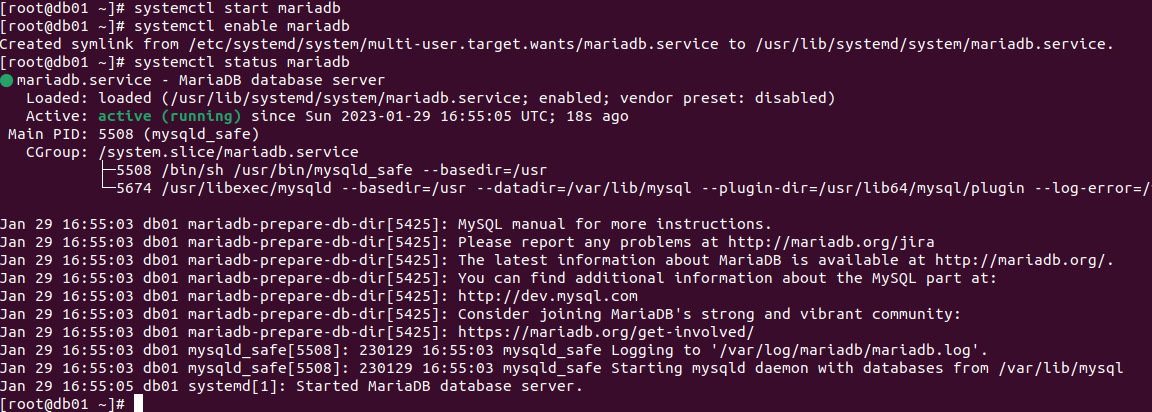 [root@db01 ~]# systemctl start mariadb
[root@db01 ~]# systemctl enable mariadb
Created symlink from /etc/systemd/system/multi-user.target.wants/mariadb.service to /usr/lib/systemd/system/mariadb.service.
[root@db01 ~]# systemctl status mariadb
● mariadb.service - MariaDB database server
   Loaded: loaded (/usr/lib/systemd/system/mariadb.service; enabled; vendor preset: disabled)
   Active: active (running) since Sun 2023-01-29 16:55:05 UTC; 18s ago
 Main PID: 5508 (mysqld_safe)
   CGroup: /system.slice/mariadb.service
           ├─5508 /bin/sh /usr/bin/mysqld_safe --basedir=/usr
           └─5674 /usr/libexec/mysqld --basedir=/usr --datadir=/var/lib/mysql --plugin-dir=/usr/lib64/mysql/plugin --log-error=/

Jan 29 16:55:03 db01 mariadb-prepare-db-dir[5425]: MySQL manual for more instructions.
Jan 29 16:55:03 db01 mariadb-prepare-db-dir[5425]: Please report any problems at http://mariadb.org/jira
Jan 29 16:55:03 db01 mariadb-prepare-db-dir[5425]: The latest information about MariaDB is available at http://mariadb.org/.
Jan 29 16:55:03 db01 mariadb-prepare-db-dir[5425]: You can find additional information about the MySQL part at:
Jan 29 16:55:03 db01 mariadb-prepare-db-dir[5425]: http://dev.mysql.com
Jan 29 16:55:03 db01 mariadb-prepare-db-dir[5425]: Consider joining MariaDB's strong and vibrant community:
Jan 29 16:55:03 db01 mariadb-prepare-db-dir[5425]: https://mariadb.org/get-involved/
Jan 29 16:55:03 db01 mysqld_safe[5508]: 230129 16:55:03 mysqld_safe Logging to '/var/log/mariadb/mariadb.log'.
Jan 29 16:55:03 db01 mysqld_safe[5508]: 230129 16:55:03 mysqld_safe Starting mysqld daemon with databases from /var/lib/mysql
Jan 29 16:55:05 db01 systemd[1]: Started MariaDB database server.
[root@db01 ~]#